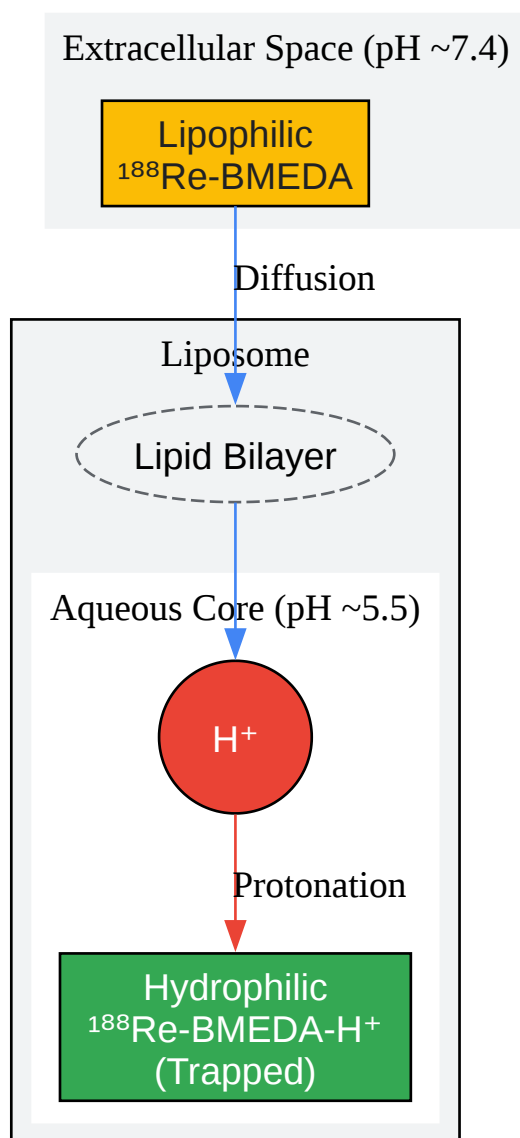 Extracellular Space (pH ~7.4)
Lipophilic
¹⁸⁸Re-BMEDA
Diffusion
Liposome
Lipid Bilayer
Aqueous Core (pH ~5.5)
H⁺
Protonation
Hydrophilic
¹⁸⁸Re-BMEDA-H⁺
(Trapped)